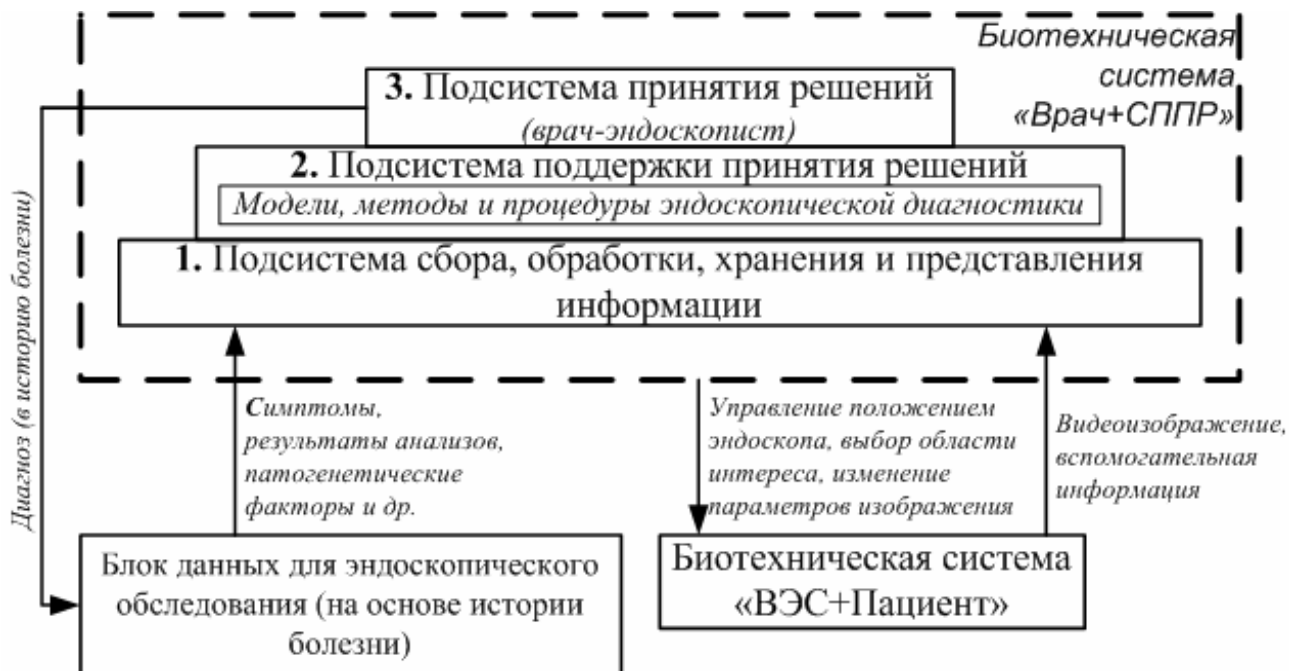 Биотехническая
система
«Врач+СППР»
3. Подсистема принятия решений
(врач-эндоскопист)
2. Подсистема поддержки принятия решений
Модели, методы и процедуры эндоскопической диагностики
1. Подсистема сбора, обработки, хранения и представления
информации
Диагноз (в историю болезни)
Симптомы,
результаты анализов,
патогенетические
факторы и др.
Управление положением
эндоскопа, выбор области
интереса, изменение
параметров изображения
Видеоизображение,
вспомогательная
информация
Блок данных для эндоскопического
обследования (на основе истории
болезни)
Биотехническая система
«ВЭС+Пациент»